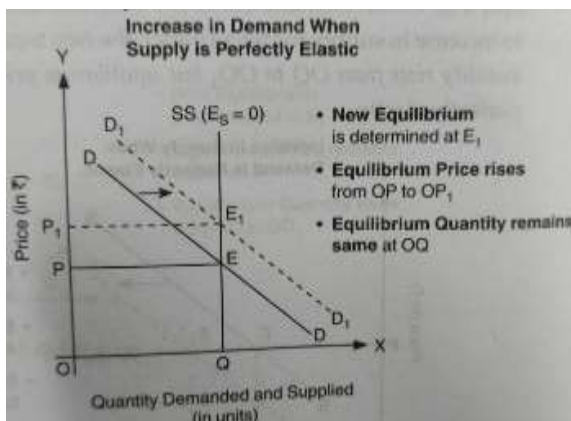 Increase in Demand When
Supply is Perfectly Elastic
Y
SS (E_S = 0)
D₁
D
P₁
E₁
P
E
D₁
D
X
O
Q
Price (in ₹)
Quantity Demanded and Supplied
(in units)
• New Equilibrium
is determined at E₁
• Equilibrium Price rises
from OP to OP₁
• Equilibrium Quantity remains
same at OQ